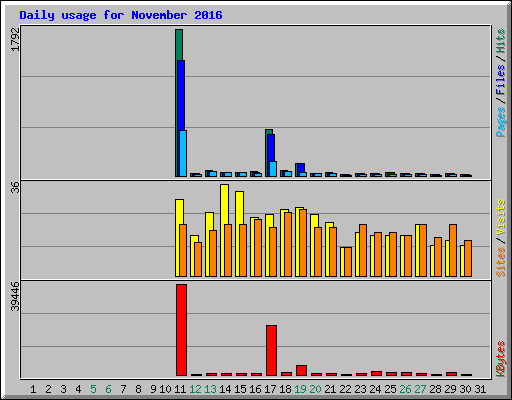 Daily usage for November 2016
1792
Pages / Files / Hits
36
Sites / Visits
39446
KBytes
1 2 3 4 5 6 7 8 9 10 11 12 13 14 15 16 17 18 19 20 21 22 23 24 25 26 27 28 29 30 31